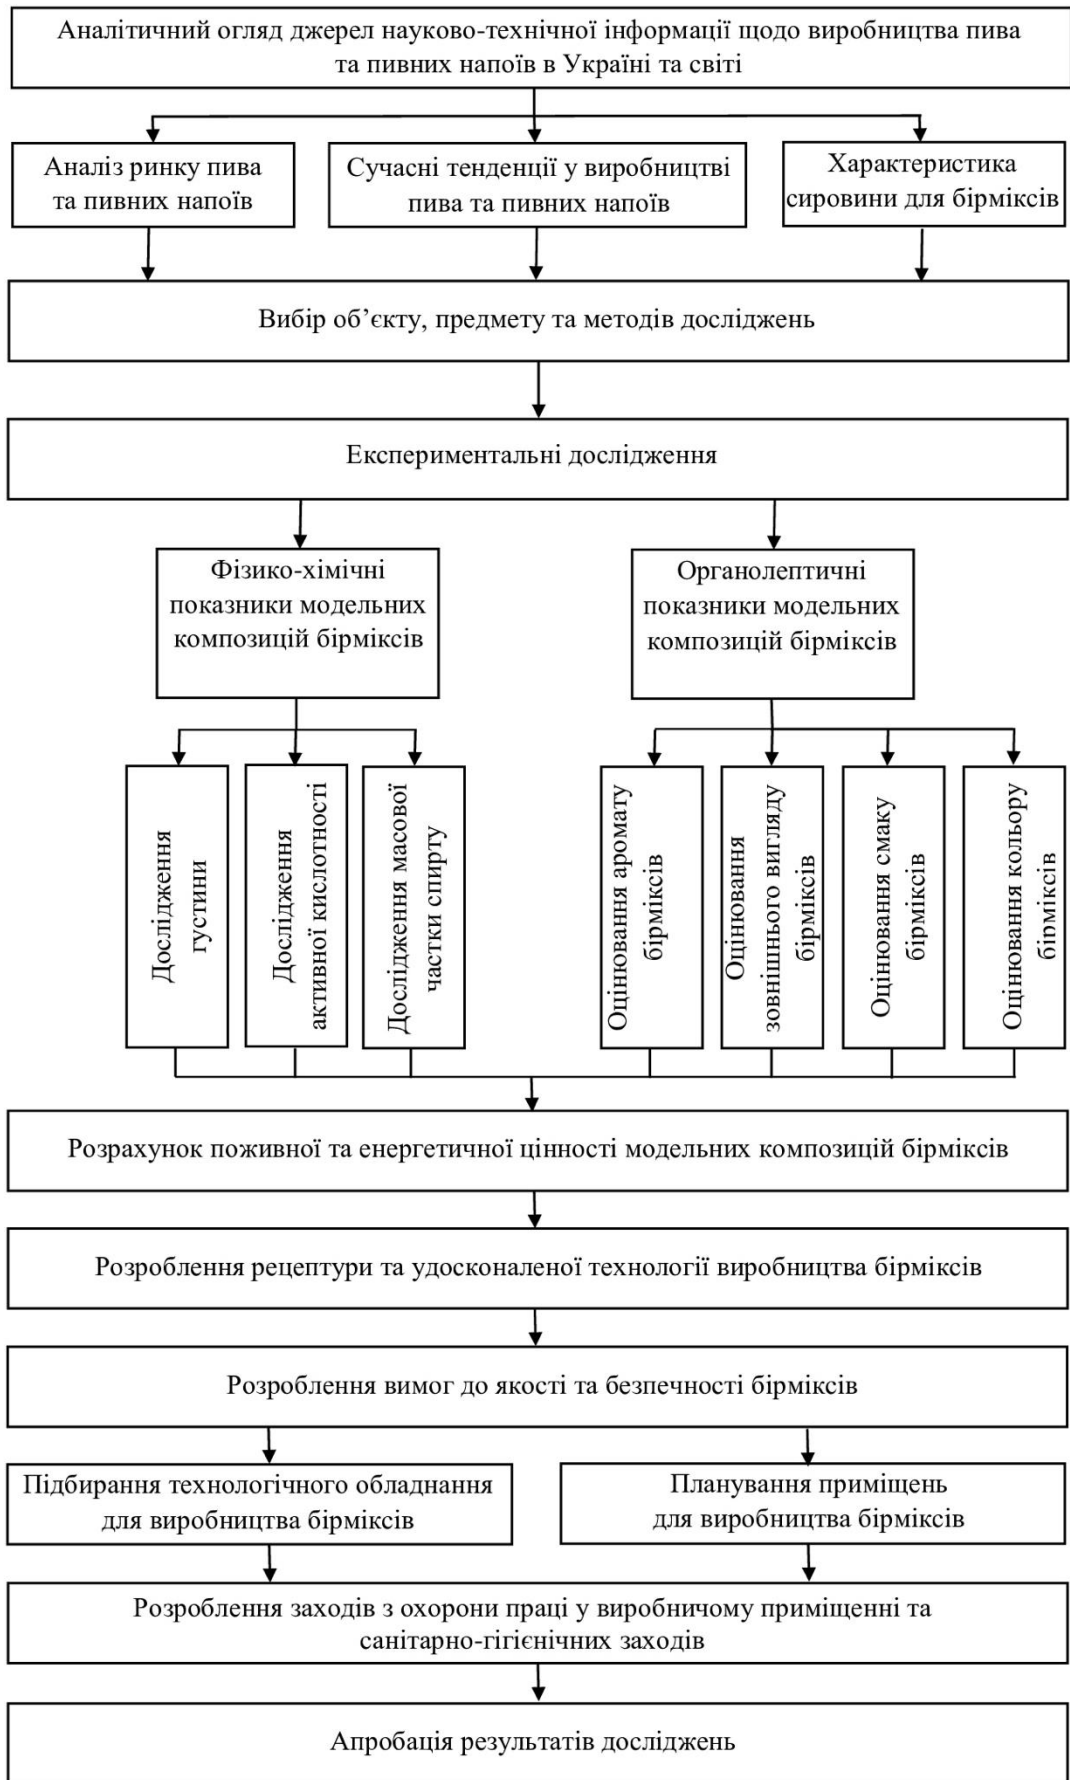 Аналітичний огляд джерел науково-технічної інформації щодо виробництва пива
та пивних напоїв в Україні та світі
Аналіз ринку пива
та пивних напоїв
Сучасні тенденції у виробництві
пива та пивних напоїв
Характеристика
сировини для бірміксів
Вибір об’єкту, предмету та методів досліджень
Експериментальні дослідження
Фізико-хімічні
показники модельних
композицій бірміксів
Органолептичні
показники модельних
композицій бірміксів
Дослідження
густини
Дослідження
активної кислотності
Дослідження масової
частки спирту
Оцінювання аромату
бірміксів
Оцінювання
зовнішнього вигляду
бірміксів
Оцінювання смаку
бірміксів
Оцінювання кольору
бірміксів
Розрахунок поживної та енергетичної цінності модельних композицій бірміксів
Розроблення рецептури та удосконаленої технології виробництва бірміксів
Розроблення вимог до якості та безпечності бірміксів
Підбирання технологічного обладнання
для виробництва бірміксів
Планування приміщень
для виробництва бірміксів
Розроблення заходів з охорони праці у виробничому приміщенні та
санітарно-гігієнічних заходів
Апробація результатів досліджень